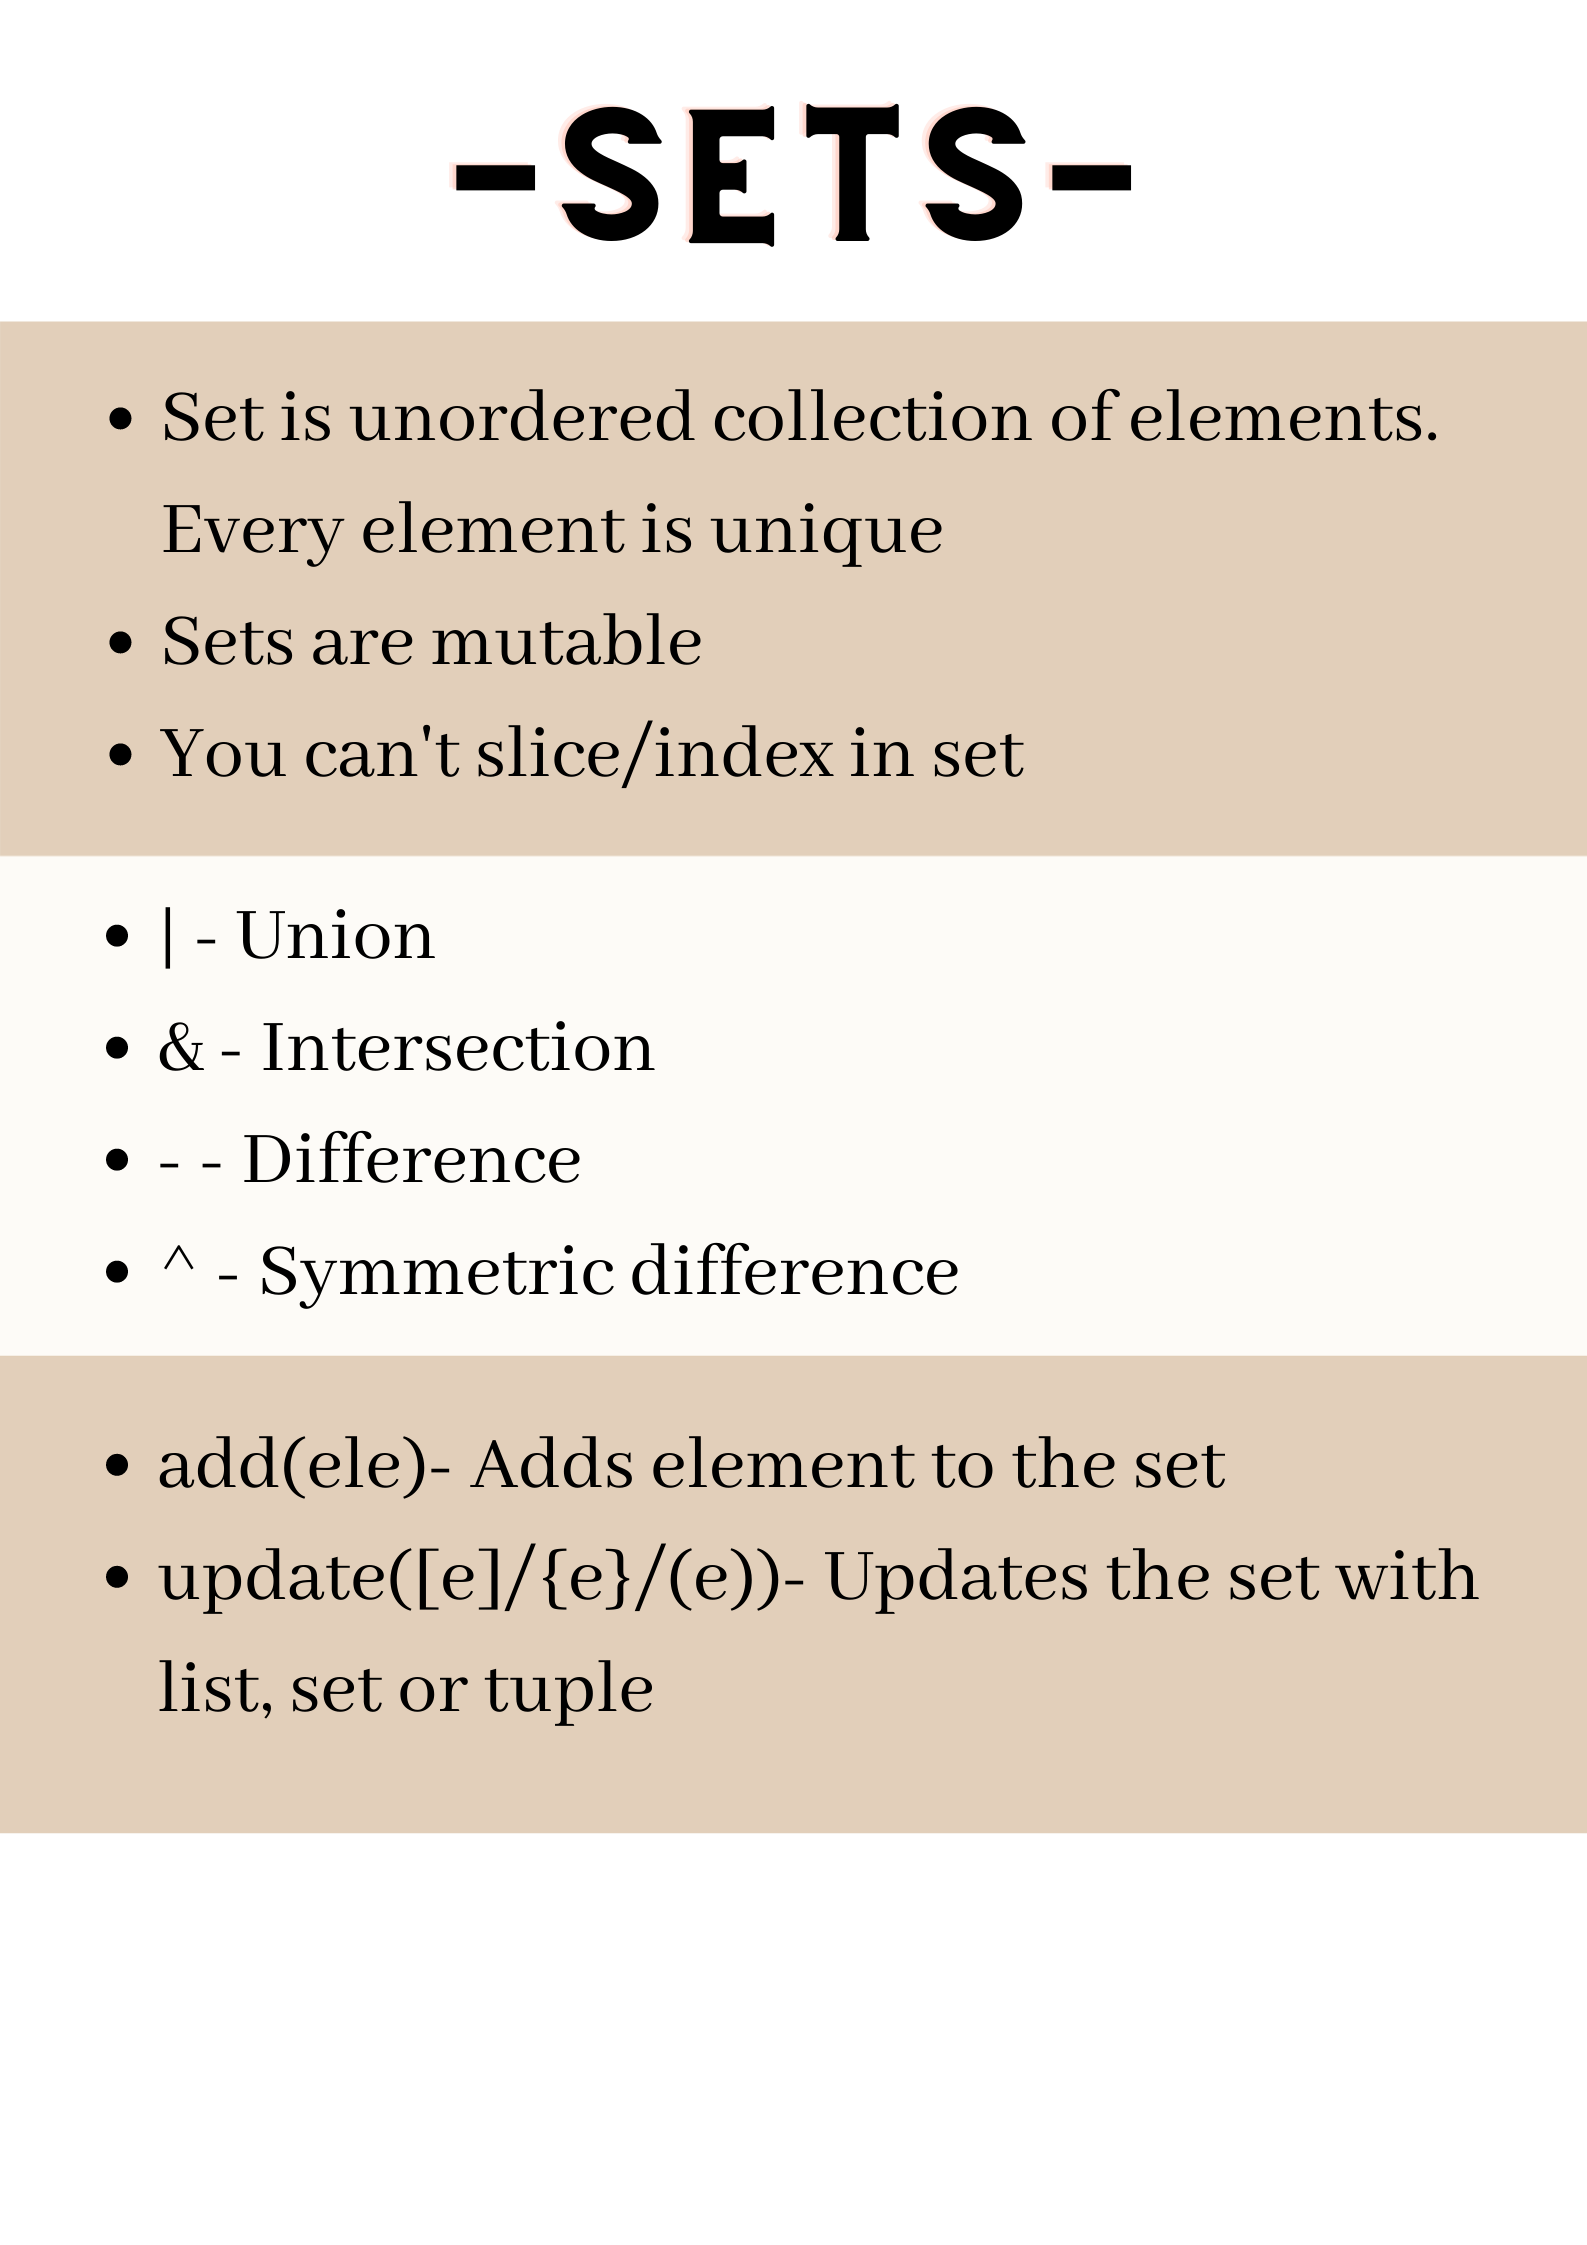 -SETS-
• Set is unordered collection of elements.
Every element is unique
• Sets are mutable
• You can't slice/index in set
• | - Union
• & - Intersection
• - - Difference
• ^ - Symmetric difference
• add(ele)- Adds element to the set
• update([e]/{e}/(e))- Updates the set with
list, set or tuple